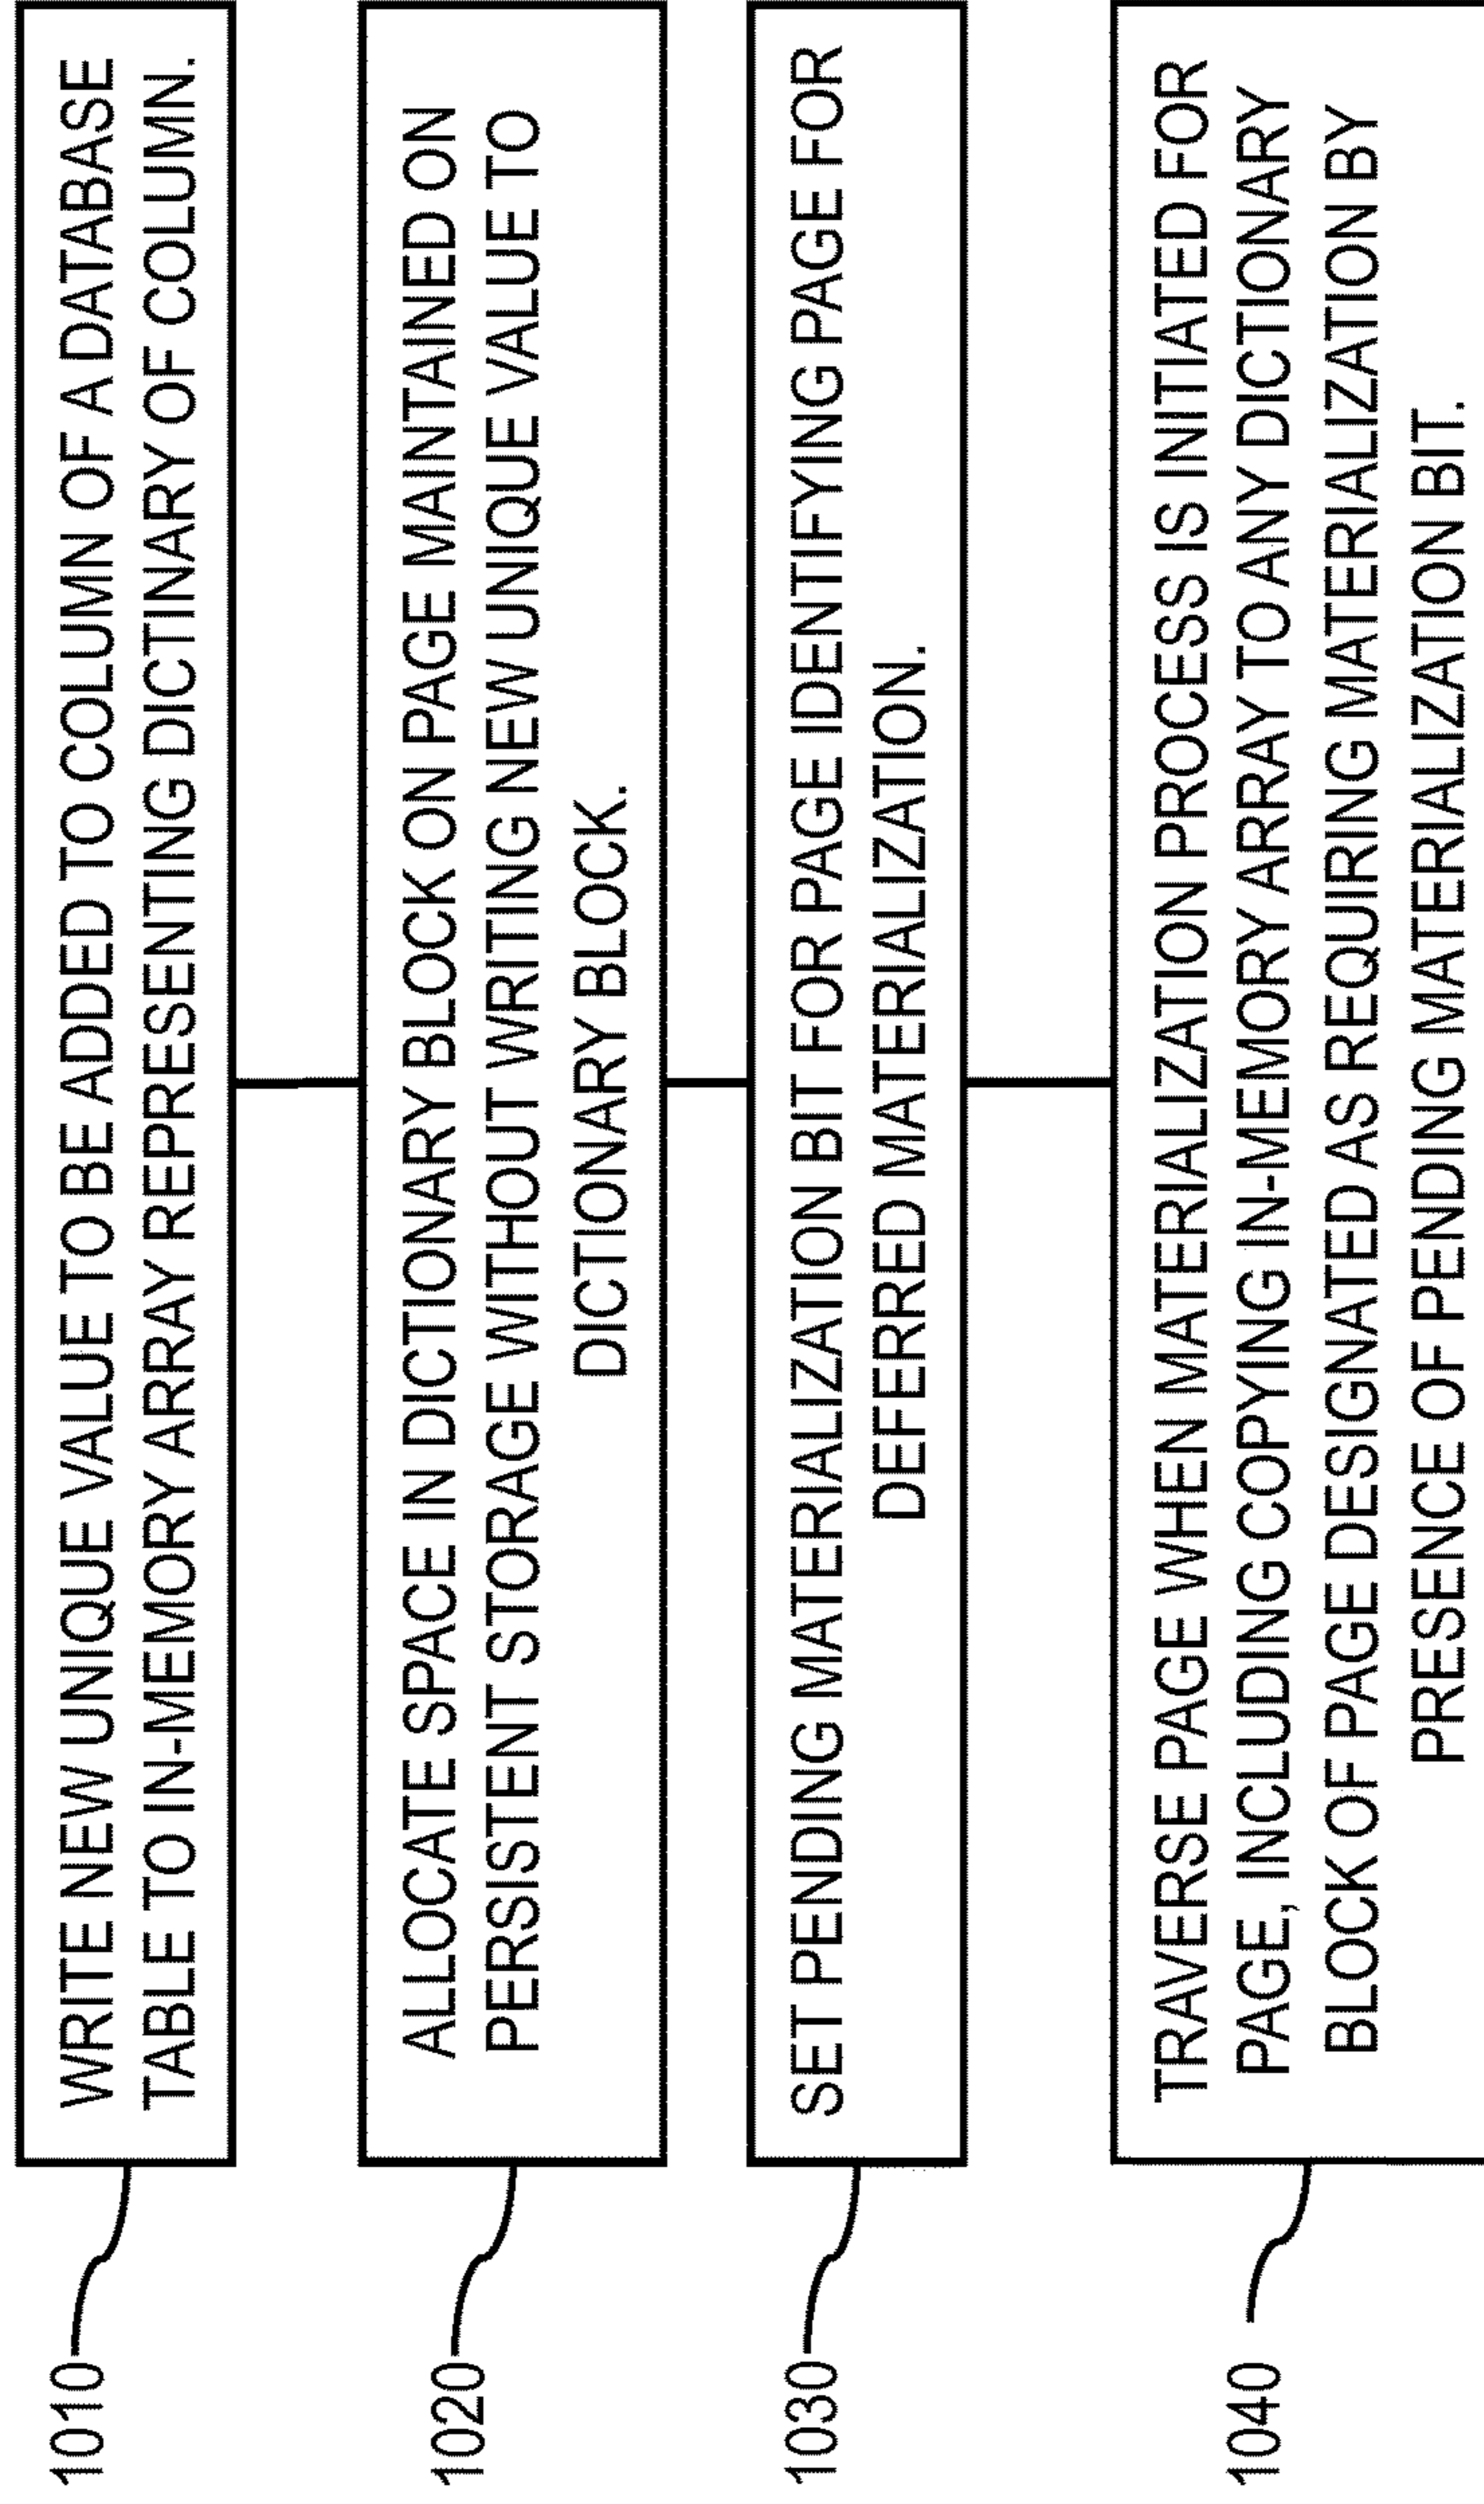 1010
WRITE NEW UNIQUE VALUE TO BE ADDED TO COLUMN OF A DATABASE
TABLE TO IN-MEMORY ARRAY REPRESENTING DICTINARY OF COLUMN.
1020
ALLOCATE SPACE IN DICTIONARY BLOCK ON PAGE MAINTAINED ON
PERSISTENT STORAGE WITHOUT WRITING NEW UNIQUE VALUE TO
DICTIONARY BLOCK.
1030
SET PENDING MATERIALIZATION BIT FOR PAGE IDENTIFYING PAGE FOR
DEFERRED MATERIALIZATION.
1040
TRAVERSE PAGE WHEN MATERIALIZATION PROCESS IS INITIATED FOR
PAGE, INCLUDING COPYING IN-MEMORY ARRAY TO ANY DICTIONARY
BLOCK OF PAGE DESIGNATED AS REQUIRING MATERIALIZATION BY
PRESENCE OF PENDING MATERIALIZATION BIT.